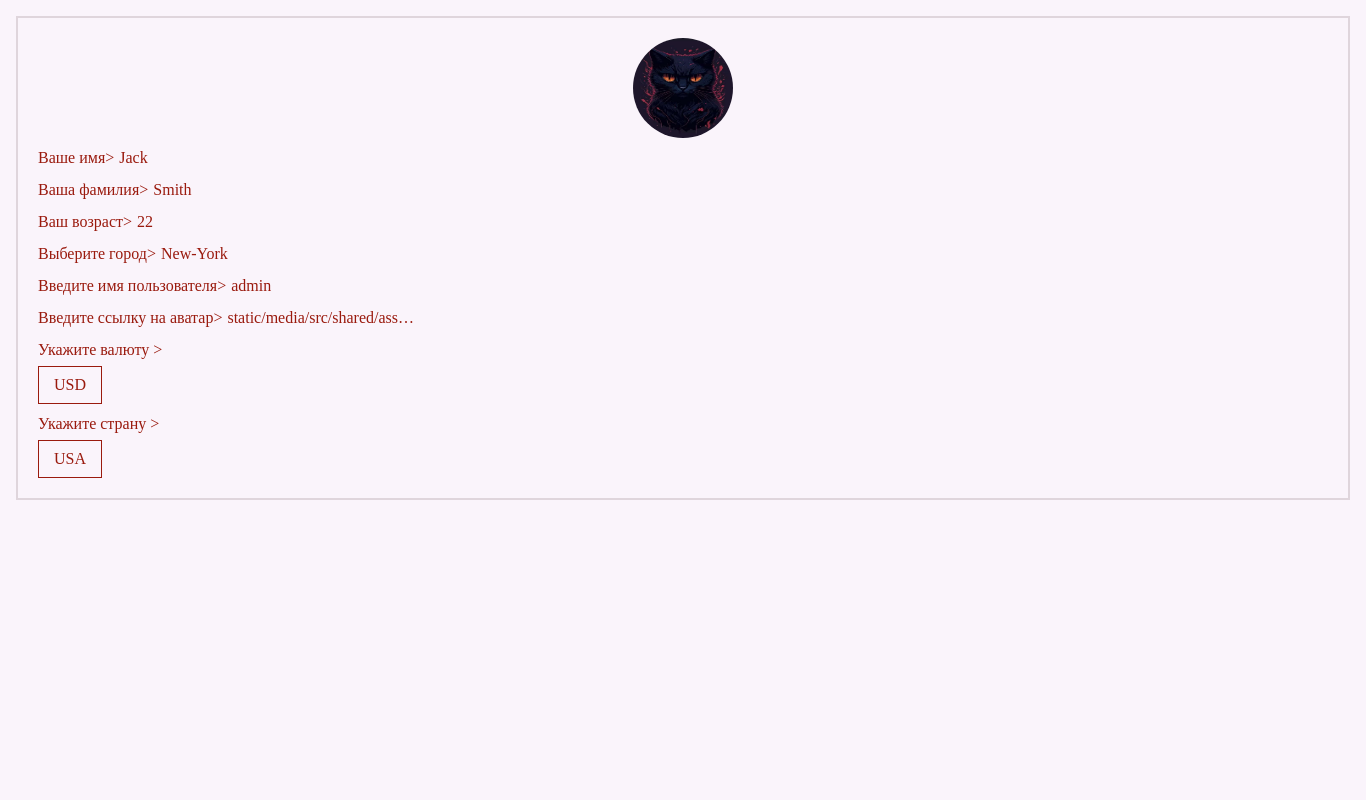 Ваше имя> Jack
Ваша фамилия> Smith
Ваш возраст> 22
Выберите город> New-York
Введите имя пользователя> admin
Введите ссылку на аватар> static/media/src/shared/ass…
Укажите валюту >
USD
Укажите страну >
USA